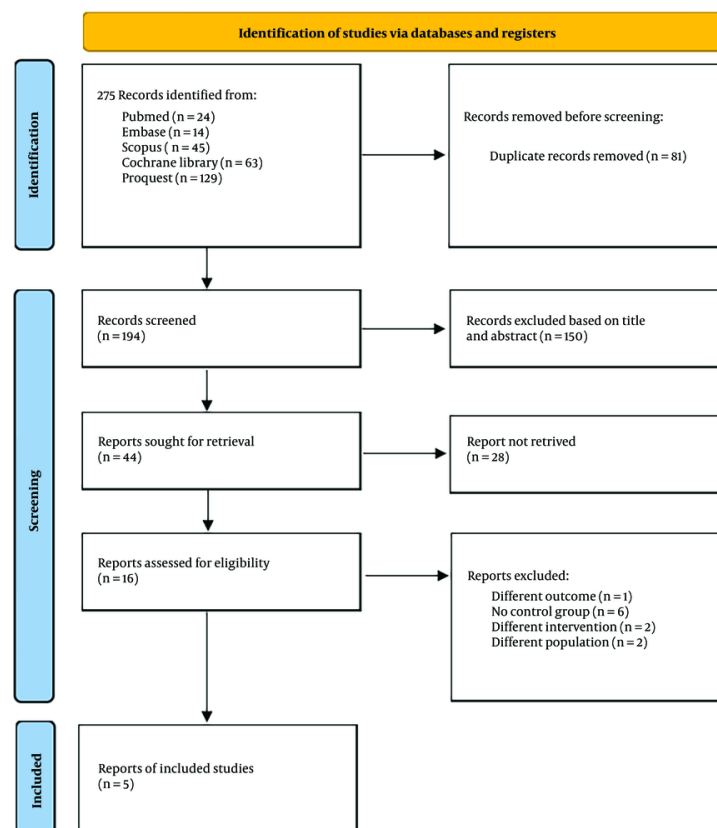 Identification of studies via databases and registers
Identification
275 Records identified from:
Pubmed (n = 24)
Embase (n = 14)
Scopus ( n = 45)
Cochrane library (n = 63)
Proquest (n = 129)
Records removed before screening:
Duplicate records removed (n = 81)
Screening
Records screened
(n = 194)
Records excluded based on title
and abstract (n = 150)
Reports sought for retrieval
(n = 44)
Report not retrived
(n = 28)
Reports assessed for eligibility
(n = 16)
Reports excluded:
Different outcome (n = 1)
No control group (n = 6)
Different intervention (n = 2)
Different population (n = 2)
Included
Reports of included studies
(n = 5)